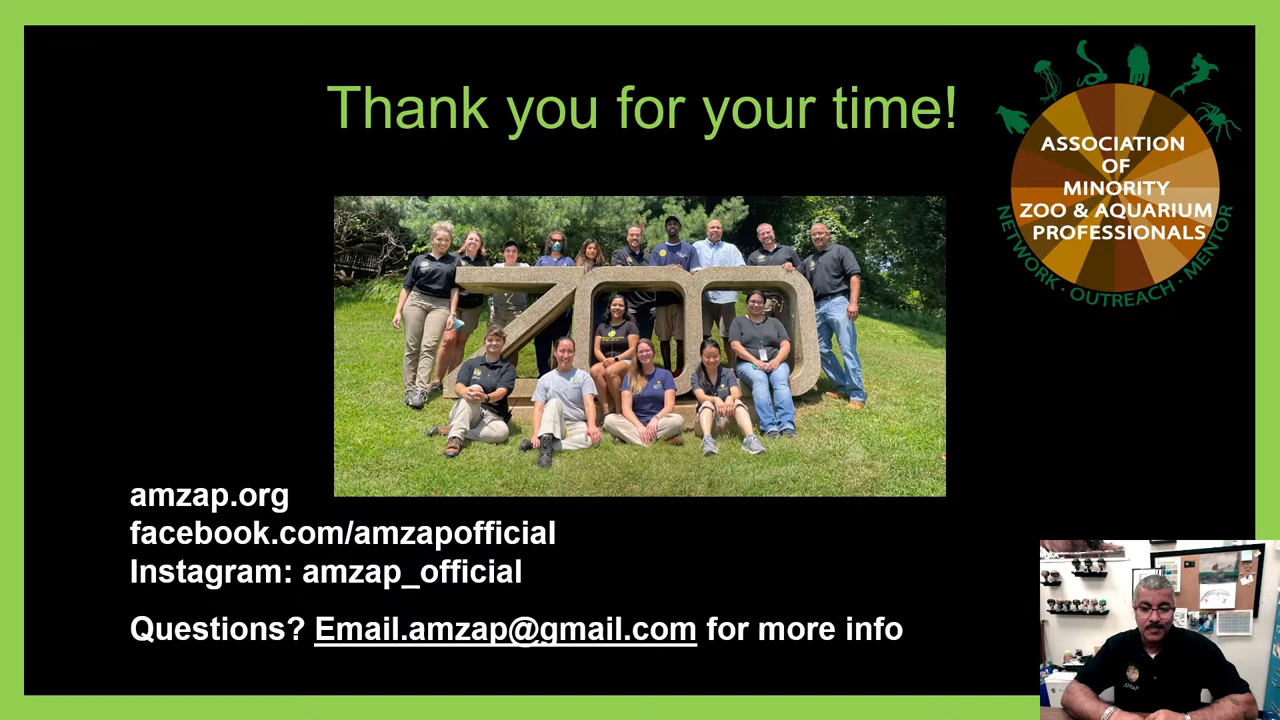 Thank you for your time!
ASSOCIATION
OF
MINORITY
ZOO & AQUARIUM
PROFESSIONALS
NETWORK · OUTREACH · MENTOR
ZOO
amzap.org
facebook.com/amzapofficial
Instagram: amzap_official
Questions? Email.amzap@gmail.com for more info